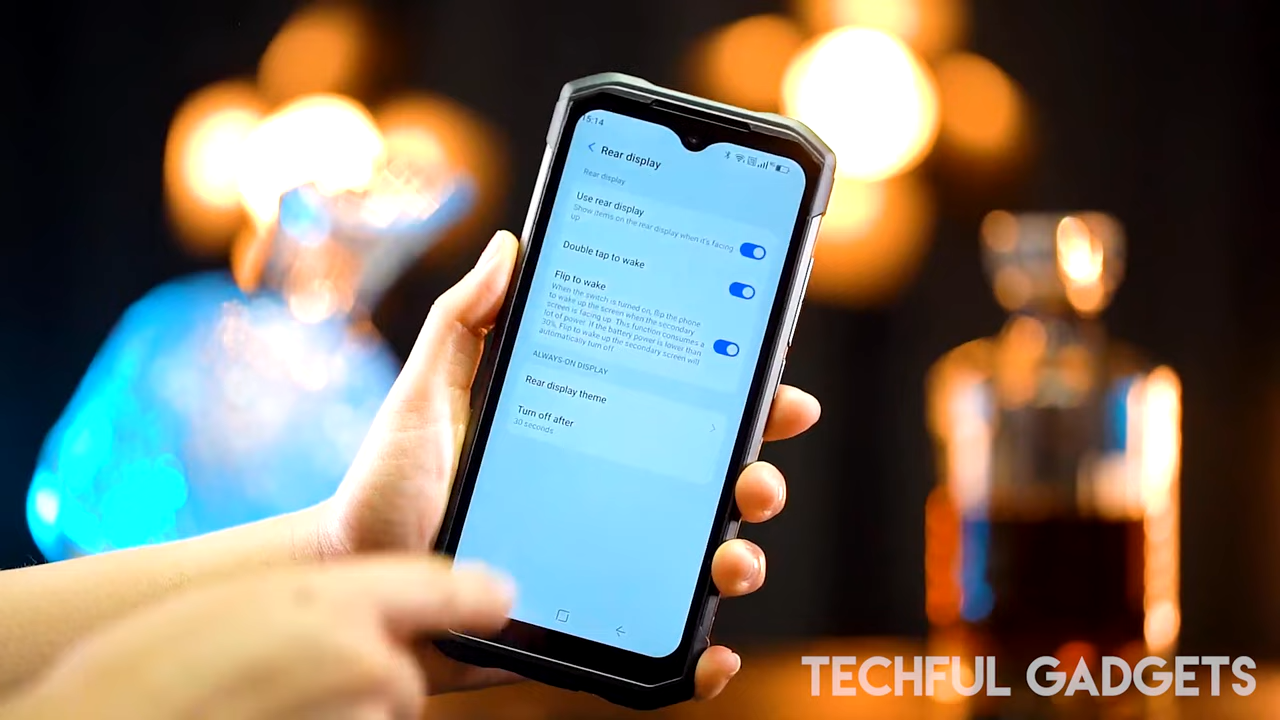 15:14
Rear display
Rear display
Use rear display
Show items on the rear display when it's facing
up
Double tap to wake
Flip to wake
When the switch is turned on, flip the phone
to wake up the screen when the secondary
screen is facing up. This function consumes a
lot of power. If the battery power is lower than
30%, Flip to wake up the secondary screen will
automatically turn off
ALWAYS-ON DISPLAY
Rear display theme
Turn off after
30 seconds
TECHFUL GADGETS